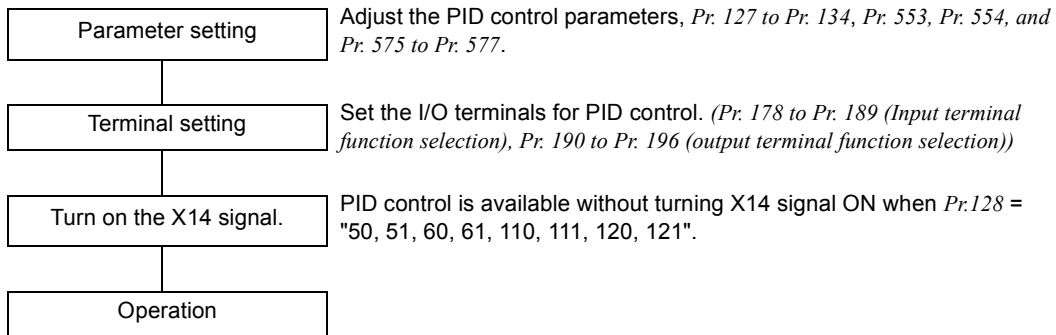 Parameter setting
Adjust the PID control parameters, Pr. 127 to Pr. 134, Pr. 553, Pr. 554, and
Pr. 575 to Pr. 577.
Terminal setting
Set the I/O terminals for PID control. (Pr. 178 to Pr. 189 (Input terminal
function selection), Pr. 190 to Pr. 196 (output terminal function selection))
Turn on the X14 signal.
PID control is available without turning X14 signal ON when Pr.128 =
"50, 51, 60, 61, 110, 111, 120, 121".
Operation